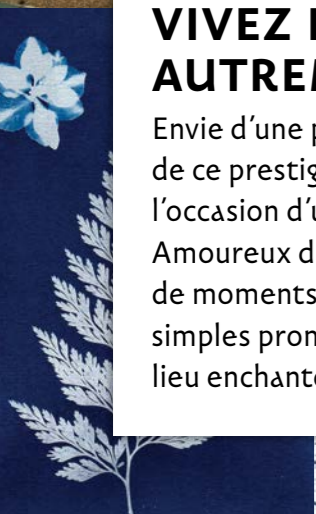 VIVEZ
AUTREM
Envie d’une p
de ce prestig
l’occasion d’u
Amoureux d
de moments
simples prom
lieu enchante